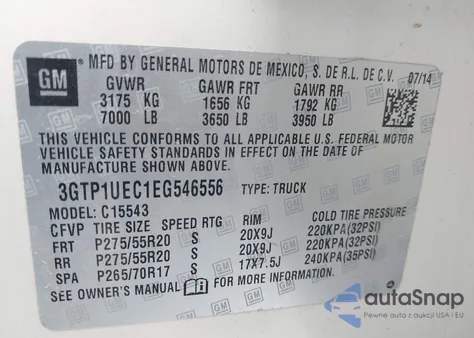 GM
MFD BY GENERAL MOTORS DE MEXICO, S. DE R.L. DE C.V. 07/14
GVWR GAWR FRT GAWR RR
3175 KG 1656 KG 1792 KG
7000 LB 3650 LB 3950 LB
THIS VEHICLE CONFORMS TO ALL APPLICABLE U.S. FEDERAL MOTOR
VEHICLE SAFETY STANDARDS IN EFFECT ON THE DATE OF
MANUFACTURE SHOWN ABOVE.
3GTP1UEC1EG546556 TYPE: TRUCK
MODEL: C15543
CFVP TIRE SIZE SPEED RTG RIM COLD TIRE PRESSURE
FRT P275/55R20 S 20X9J 220KPA(32PSI)
RR P275/55R20 S 20X9J 220KPA(32PSI)
SPA P265/70R17 S 17X7.5J 240KPA(35PSI)
SEE OWNER'S MANUAL
autoSnap
Pewne auta z aukcji w USA i EU